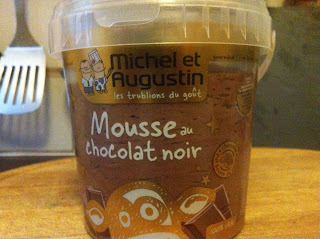 Michel et
Augustin
les trublions du goût
Mousse au
chocolat noir